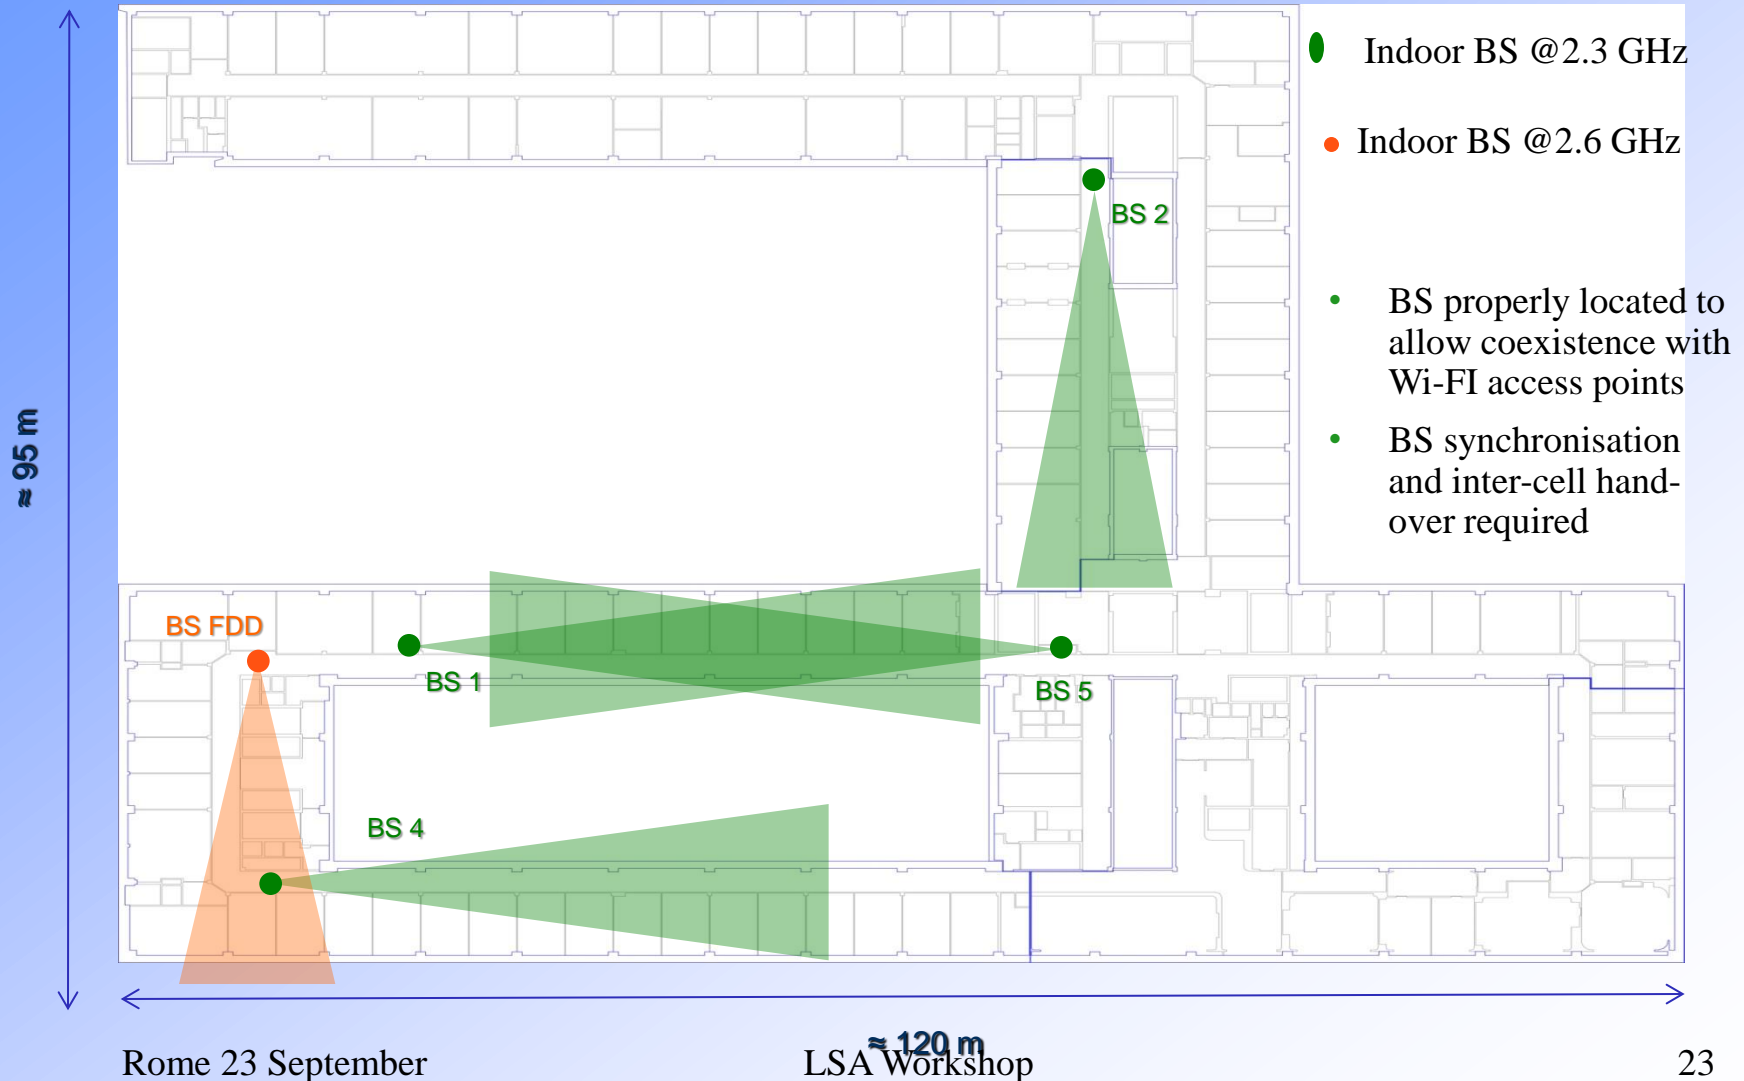 Indoor BS @2.3 GHz
Indoor BS @2.6 GHz
BS 2
• BS properly located to
allow coexistence with
Wi-FI access points
• BS synchronisation
and inter-cell hand-
over required
≈ 95 m
BS FDD
BS 1
BS 5
BS 4
≈ 120 m
Rome 23 September
LSA Workshop
23